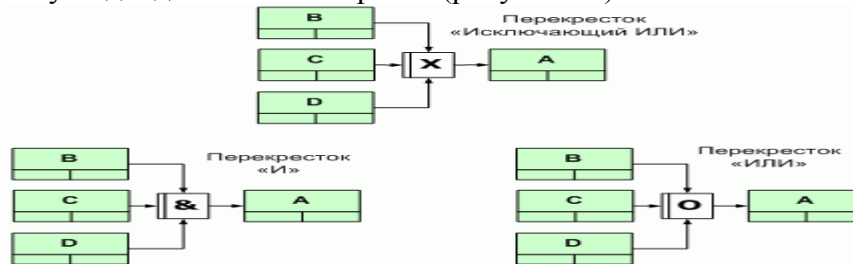 B
Перекресток
«Исключающий ИЛИ»
C
X
A
D
B
Перекресток
«И»
C
&
A
D
B
Перекресток
«ИЛИ»
C
O
A
D